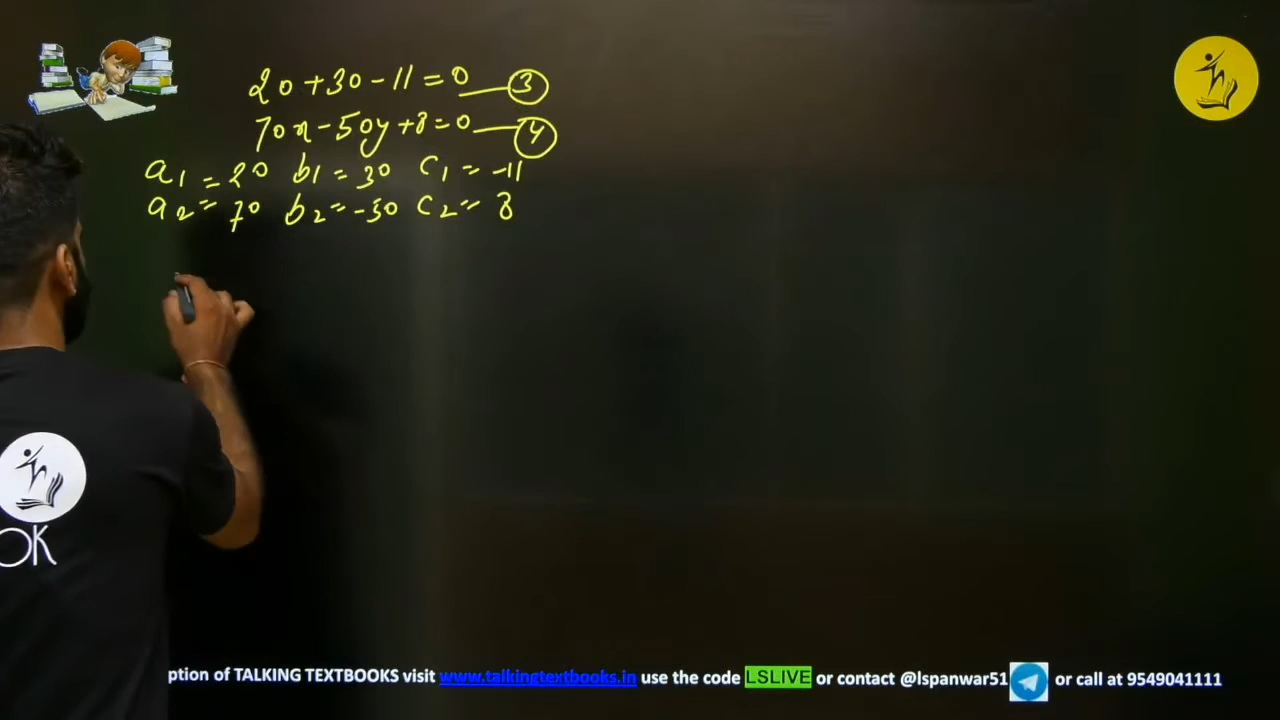 20 + 30 - 11 = 0 — 3
70x - 50y + 8 = 0 — 4
a1 = 20 b1 = 30 c1 = -11
a2 = 70 b2 = -50 c2 = 8
OK
ption of TALKING TEXTBOOKS visit www.talkingtextbooks.in use the code LSLIVE or contact @lspanwar51 or call at 9549041111